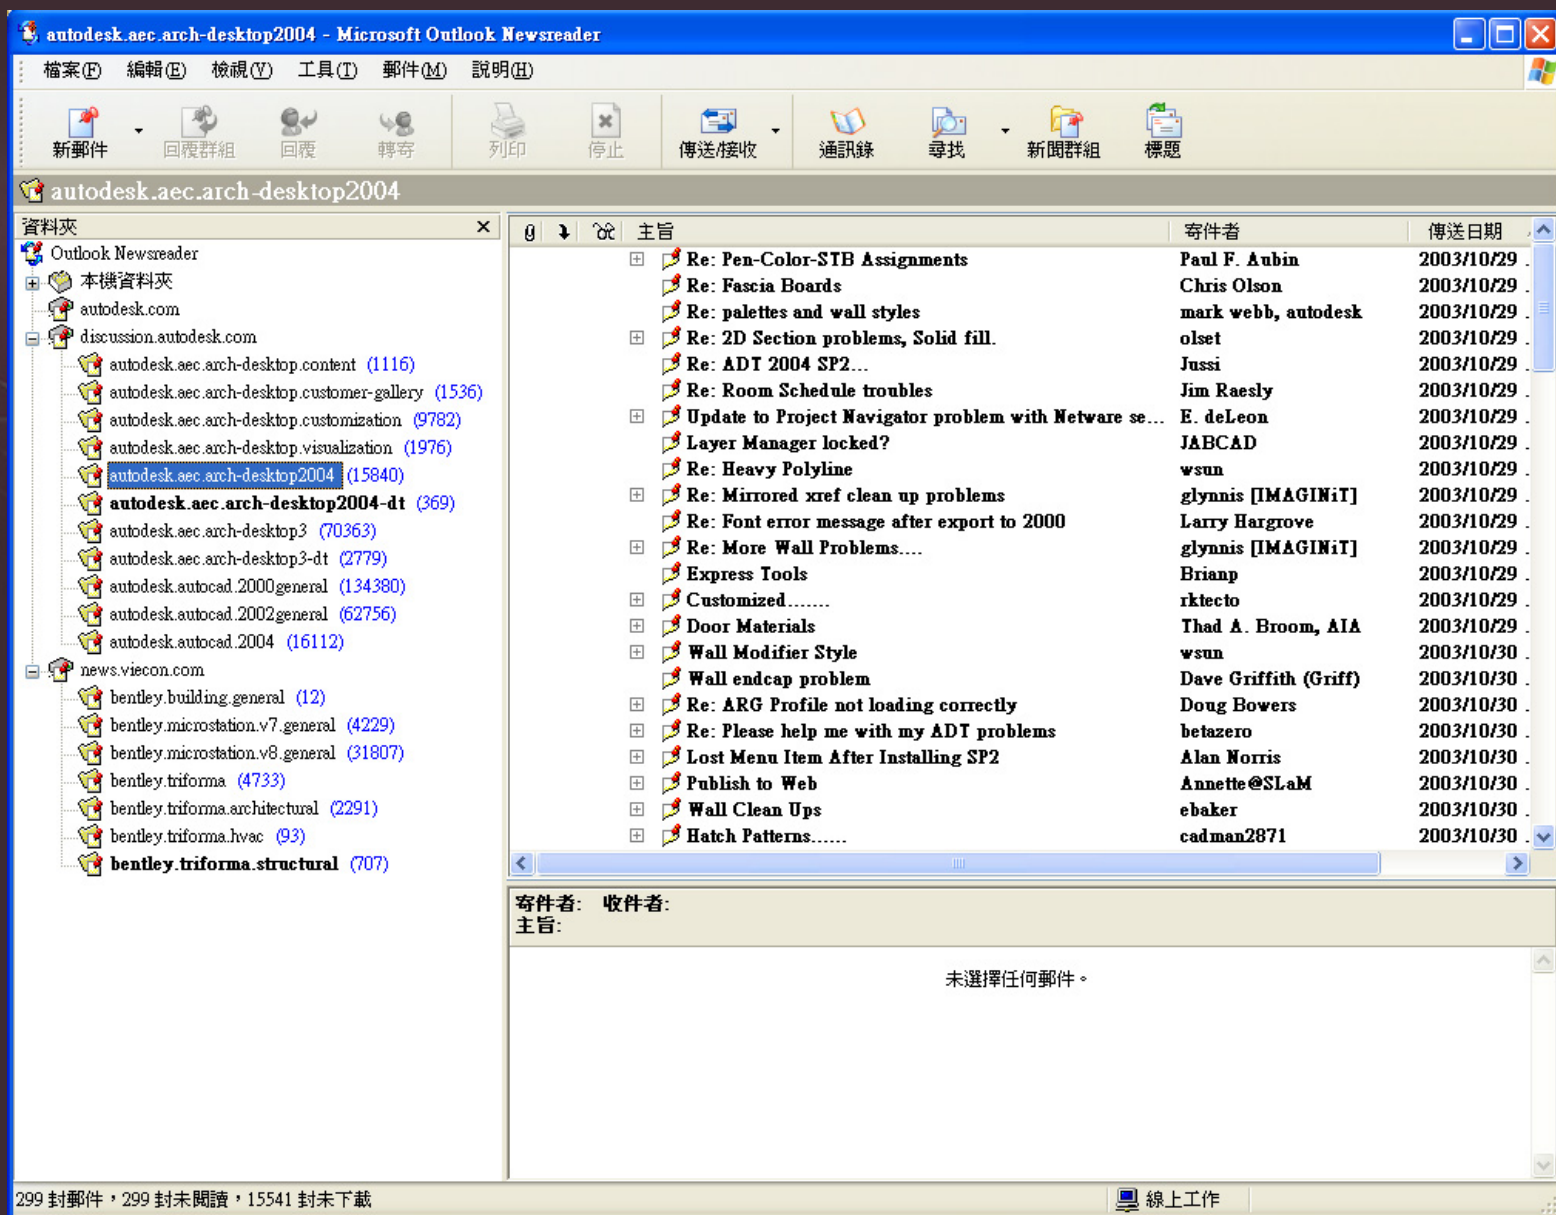 autodesk.aec.arch-desktop2004 - Microsoft Outlook Newsreader
檔案(F) 編輯(E) 檢視(V) 工具(T) 郵件(M) 說明(H)
新郵件 回覆群組 回覆 轉寄 列印 停止 傳送/接收 通訊錄 尋找 新聞群組 標題
autodesk.aec.arch-desktop2004
資料夾
Outlook Newsreader
本機資料夾
autodesk.com
discussion.autodesk.com
autodesk.aec.arch-desktop.content (1116)
autodesk.aec.arch-desktop.customer-gallery (1536)
autodesk.aec.arch-desktop.customization (9782)
autodesk.aec.arch-desktop.visualization (1976)
autodesk.aec.arch-desktop2004 (15840)
autodesk.aec.arch-desktop2004-dt (369)
autodesk.aec.arch-desktop3 (70363)
autodesk.aec.arch-desktop3-dt (2779)
autodesk.autocad.2000general (134380)
autodesk.autocad.2002general (62756)
autodesk.autocad.2004 (16112)
news.viecon.com
bentley.building.general (12)
bentley.microstation.v7.general (4229)
bentley.microstation.v8.general (31807)
bentley.triforma (4733)
bentley.triforma.architectural (2291)
bentley.triforma.hvac (93)
bentley.triforma.structural (707)
主旨 寄件者 傳送日期
Re: Pen-Color-STB Assignments Paul F. Aubin 2003/10/29 .
Re: Fascia Boards Chris Olson 2003/10/29 .
Re: palettes and wall styles mark webb, autodesk 2003/10/29 .
Re: 2D Section problems, Solid fill. olset 2003/10/29 .
Re: ADT 2004 SP2... Jussi 2003/10/29 .
Re: Room Schedule troubles Jim Raesly 2003/10/29 .
Update to Project Navigator problem with Netware se... E. deLeon 2003/10/29 .
Layer Manager locked? JABCAD 2003/10/29 .
Re: Heavy Polyline wsun 2003/10/29 .
Re: Mirrored xref clean up problems glynnis [IMAGINiT] 2003/10/29 .
Re: Font error message after export to 2000 Larry Hargrove 2003/10/29 .
Re: More Wall Problems.... glynnis [IMAGINiT] 2003/10/29 .
Express Tools Brianp 2003/10/29 .
Customized....... rktecto 2003/10/29 .
Door Materials Thad A. Broom, AIA 2003/10/29 .
Wall Modifier Style wsun 2003/10/30 .
Wall endcap problem Dave Griffith (Griff) 2003/10/30 .
Re: ARG Profile not loading correctly Doug Bowers 2003/10/30 .
Re: Please help me with my ADT problems betazero 2003/10/30 .
Lost Menu Item After Installing SP2 Alan Norris 2003/10/30 .
Publish to Web Annette@SLaM 2003/10/30 .
Wall Clean Ups ebaker 2003/10/30 .
Hatch Patterns...... cadman2871 2003/10/30 .
寄件者: 收件者:
主旨:
未選擇任何郵件。
299 封郵件，299 封未閱讀，15541 封未下載 線上工作